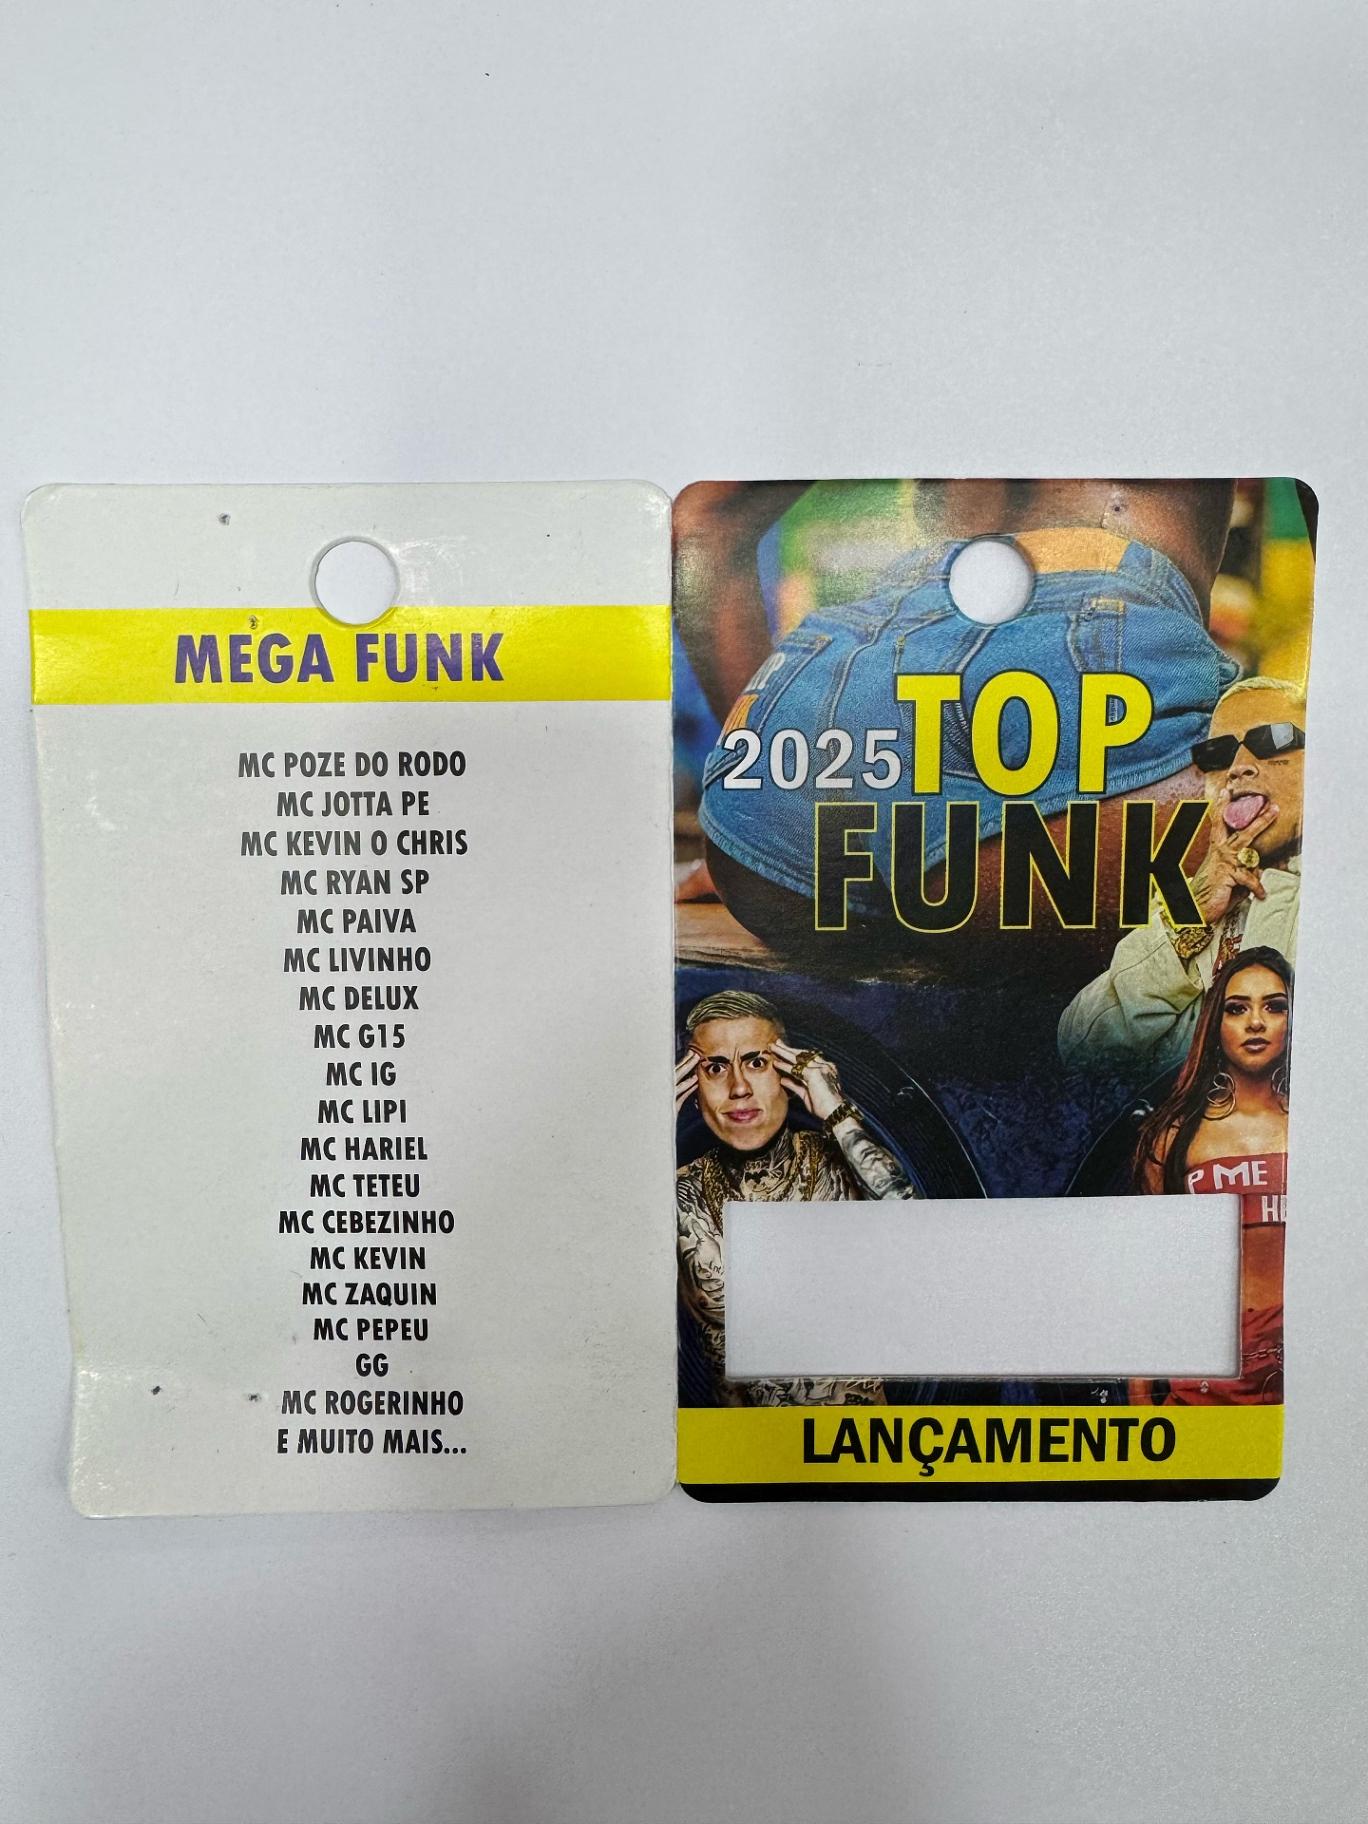 MEGA FUNK
MC POZE DO RODO
MC JOTTA PE
MC KEVIN O CHRIS
MC RYAN SP
MC PAIVA
MC LIVINHO
MC DELUX
MC G15
MC IG
MC LIPI
MC HARIEL
MC TETEU
MC CEBEZINHO
MC KEVIN
MC ZAQUIN
MC PEPEU
GG
MC ROGERINHO
E MUITO MAIS...
2025 TOP
FUNK
P ME
LANÇAMENTO